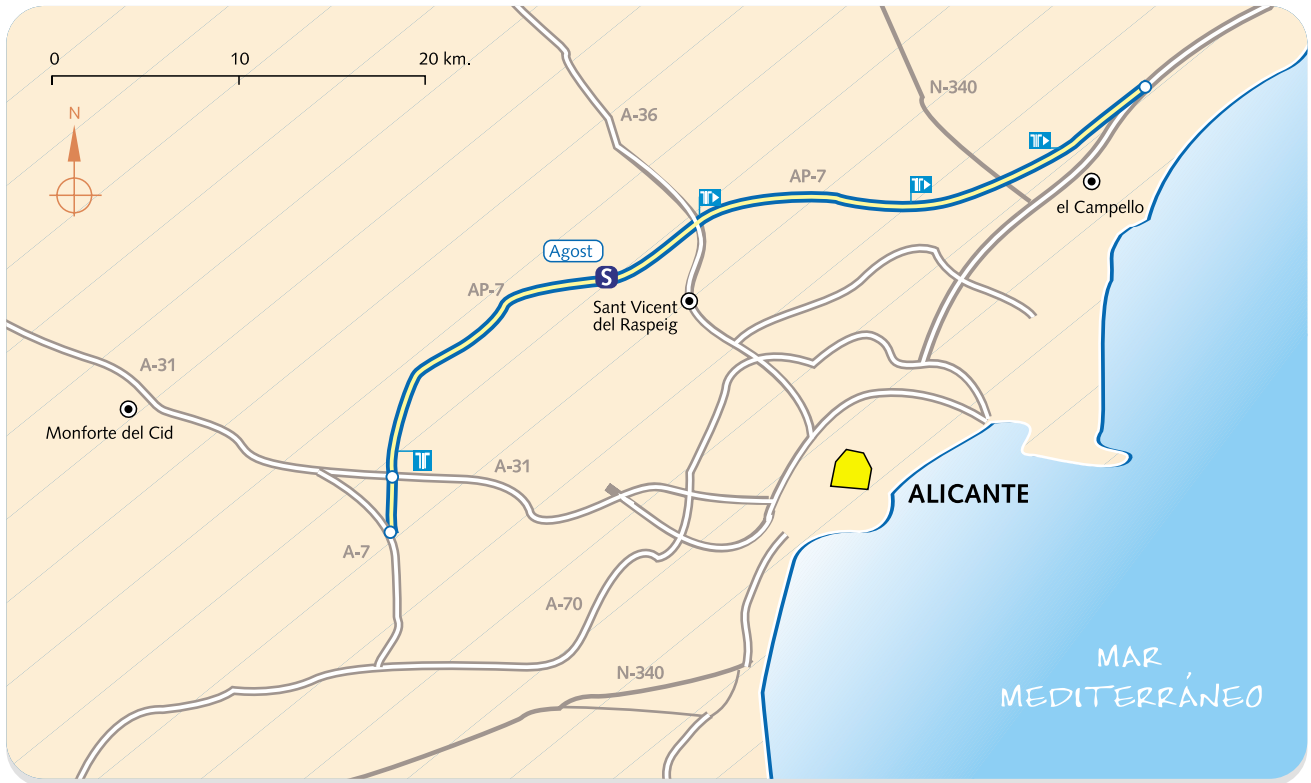 0 10 20 km.
N
N-340
A-36
AP-7
el Campello
Agost
S
AP-7
Sant Vicent
del Raspeig
A-31
Monforte del Cid
A-31
ALICANTE
A-7
A-70
N-340
MAR
MEDITERRÁNEO
T
T
T
T